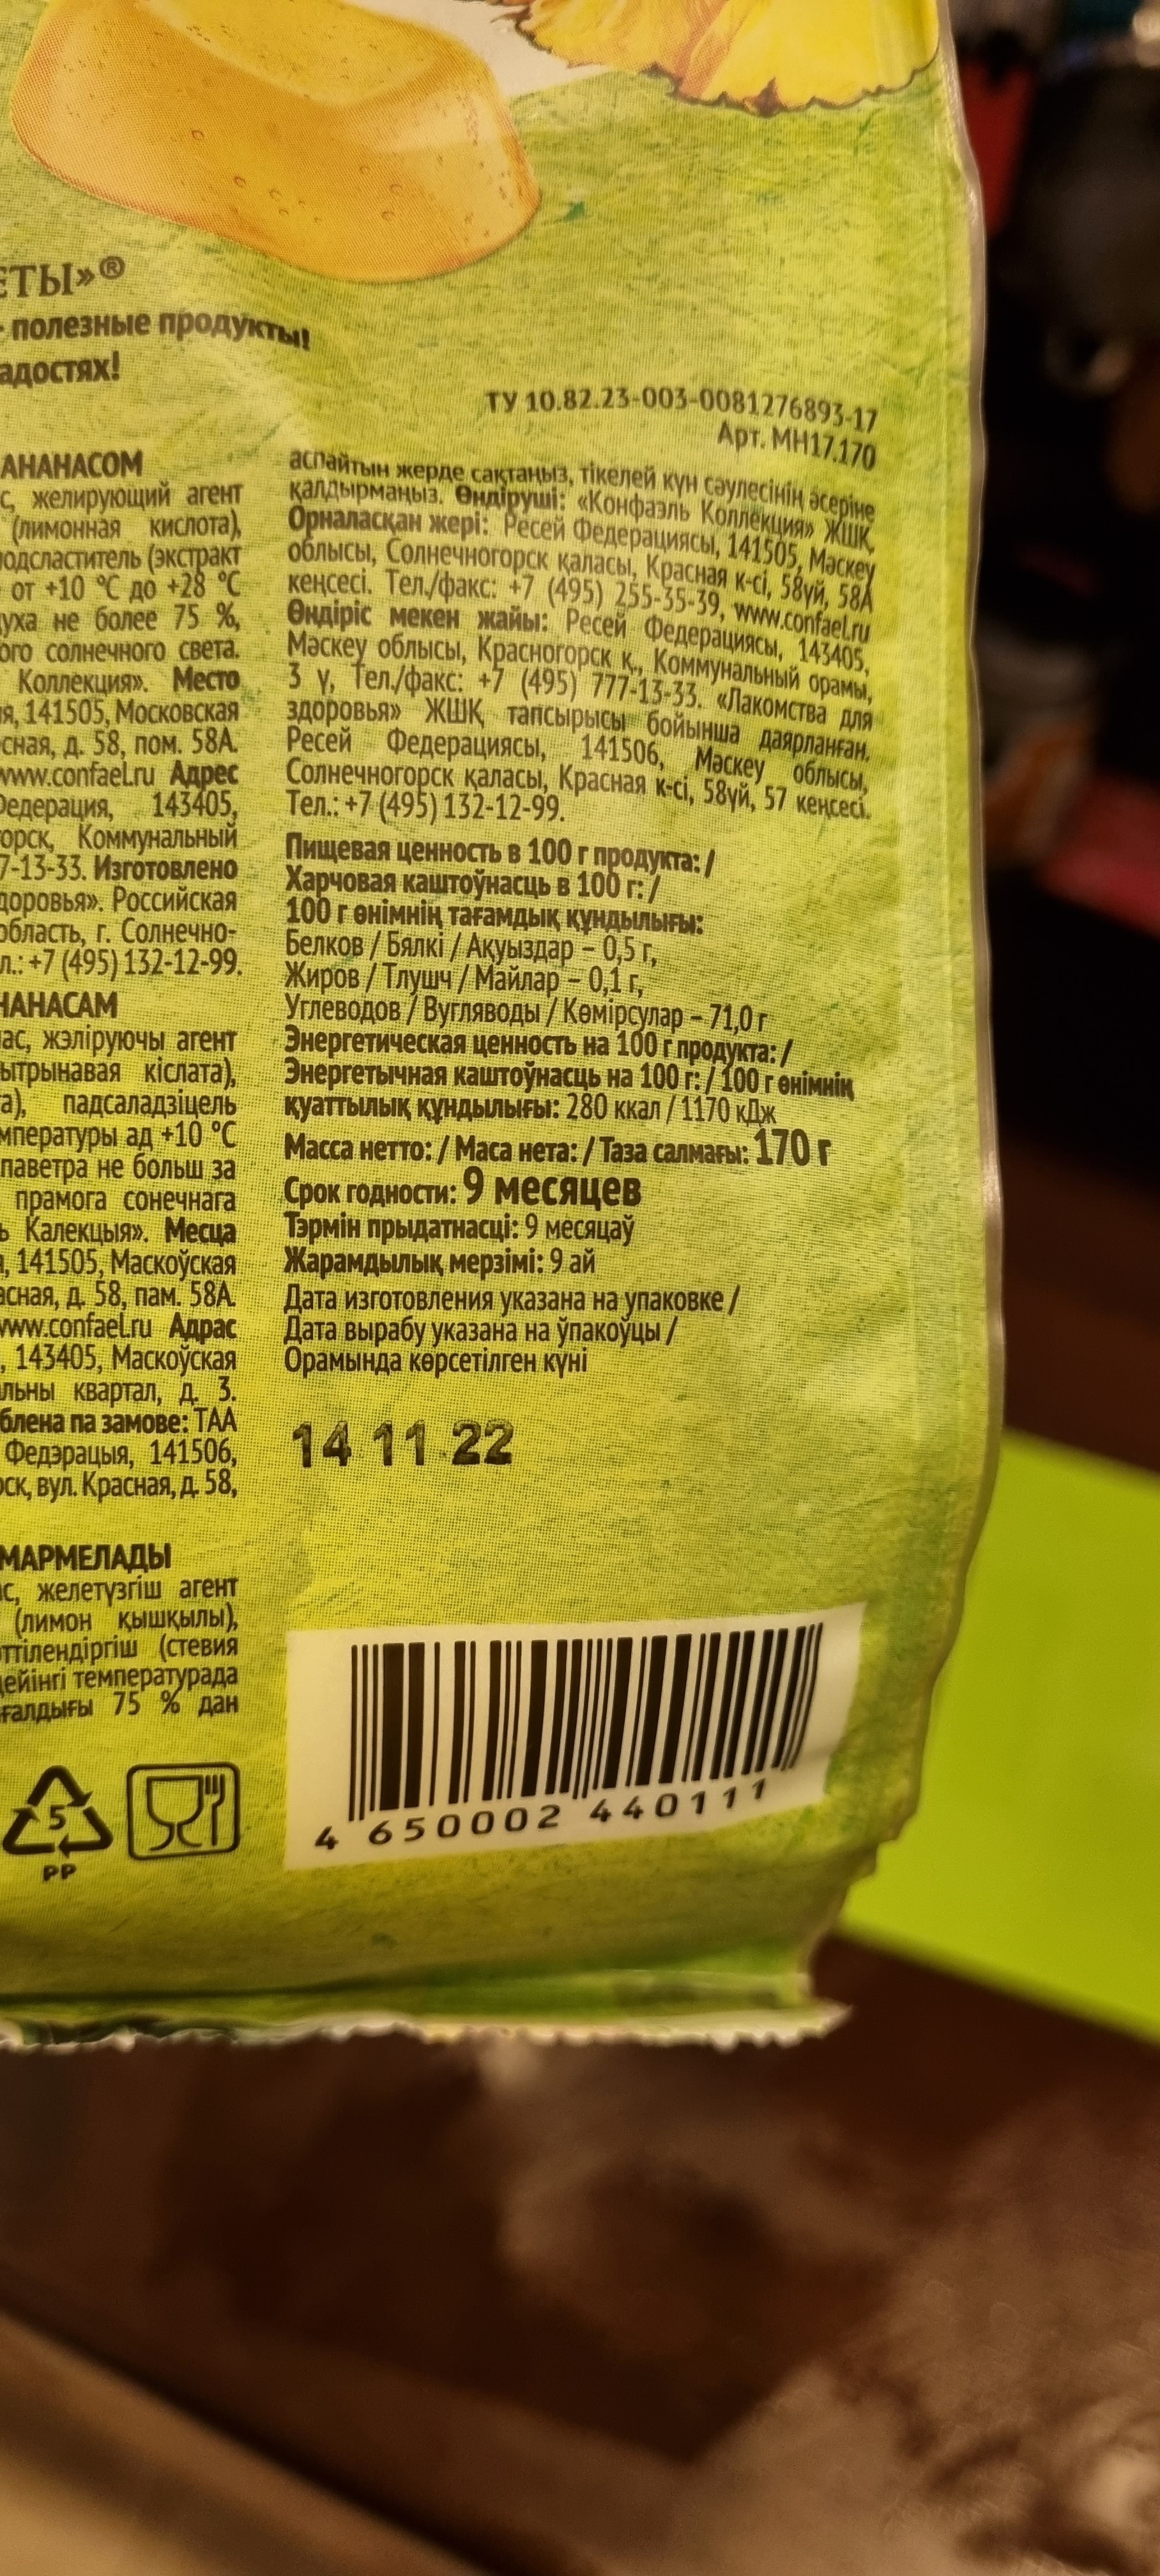 ЕТЫ»®
- полезные продукты!
адостях!
ТУ 10.82.23-003-0081276893-17
Арт. МН17.170
АНАНАСОМ
с, желирующий агент
(лимонная кислота),
подсластитель (экстракт
от +10 °С до +28 °С
уха не более 75 %,
ого солнечного света.
Коллекция». Место
я, 141505, Московская
сная, д. 58, пом. 58А.
www.confael.ru Адрес
Федерация, 143405,
орск, Коммунальный
7-13-33. Изготовлено
доровья». Российская
область, г. Солнечно-
л.: +7 (495) 132-12-99.
НАНАСАМ
ас, жэліруючы агент
ытрынавая кіслата),
а), падсаладзіцель
мпературы ад +10 °С
паветра не больш за
прамога сонечнага
ь Калекцыя». Месца
, 141505, Маскоўская
асная, д. 58, пам. 58А.
www.confael.ru Адрас
, 143405, Маскоўская
льны квартал, д. 3.
блена па замове: ТАА
Федэрацыя, 141506,
рск, вул. Красная, д. 58,
МАРМЕЛАДЫ
с, желетүзгіш агент
(лимон қышқылы),
әттілендіргіш (стевия
дейінгі температурада
ғалдығы 75 % дан
5
PP
аспайтын жерде сақтаңыз, тікелей күн сәулесінің әсеріне
қалдырмаңыз. Өндіруші: «Конфаэль Коллекция» ЖШҚ,
Орналасқан жері: Ресей Федерациясы, 141505, Мәскеу
облысы, Солнечногорск қаласы, Красная к-сі, 58үй, 58А
кеңсесі. Тел./факс: +7 (495) 255-35-39, www.confael.ru
Өндіріс мекен жайы: Ресей Федерациясы, 143405,
Мәскеу облысы, Красногорск қ., Коммунальный орамы,
3 ү, Тел./факс: +7 (495) 777-13-33. «Лакомства для
здоровья» ЖШҚ тапсырысы бойынша даярланған.
Ресей Федерациясы, 141506, Мәскеу облысы,
Солнечногорск қаласы, Красная к-сі, 58үй, 57 кеңсесі.
Тел.: +7 (495) 132-12-99.
Пищевая ценность в 100 г продукта: /
Харчовая каштоўнасць в 100 г: /
100 г өнімнің тағамдық құндылығы:
Белков / Бялкі / Ақуыздар – 0,5 г,
Жиров / Тлушч / Майлар – 0,1 г,
Углеводов / Вугляводы / Көмірсулар – 71,0 г
Энергетическая ценность на 100 г продукта: /
Энергетычная каштоўнасць на 100 г: / 100 г өнімнің
қуаттылық құндылығы: 280 ккал / 1170 кДж
Масса нетто: / Маса нета: / Таза салмағы: 170 г
Срок годности: 9 месяцев
Тэрмін прыдатнасці: 9 месяцаў
Жарамдылық мерзімі: 9 ай
Дата изготовления указана на упаковке /
Дата вырабу указана на ўпакоўцы /
Орамында көрсетілген күні
14 11 22
4 650002 440111